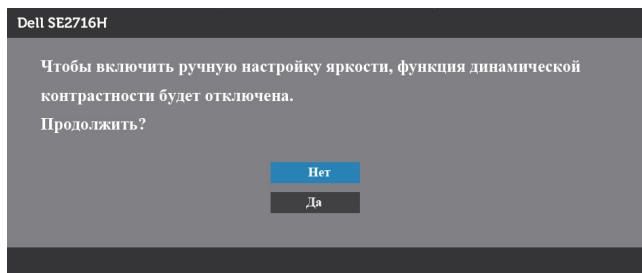 Dell SE2716H
Чтобы включить ручную настройку яркости, функция динамической
контрастности будет отключена.
Продолжить?
Нет
Да